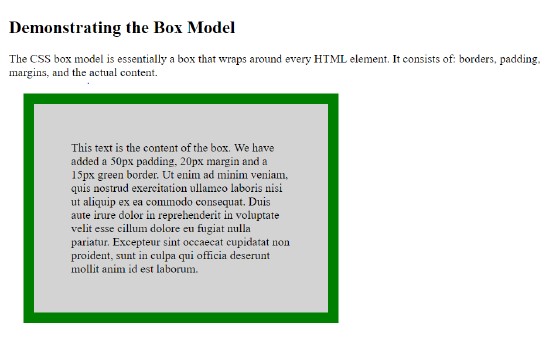 Demonstrating the Box Model
The CSS box model is essentially a box that wraps around every HTML element. It consists of: borders, padding,
margins, and the actual content.
This text is the content of the box. We have
added a 50px padding, 20px margin and a
15px green border. Ut enim ad minim veniam,
quis nostrud exercitation ullamco laboris nisi
ut aliquip ex ea commodo consequat. Duis
aute irure dolor in reprehenderit in voluptate
velit esse cillum dolore eu fugiat nulla
pariatur. Excepteur sint occaecat cupidatat non
proident, sunt in culpa qui officia deserunt
mollit anim id est laborum.